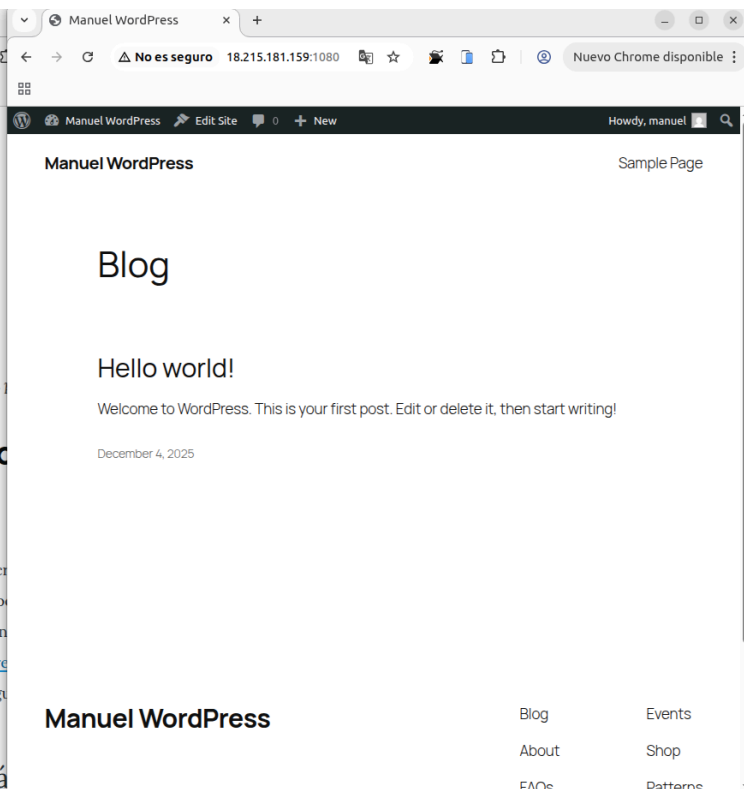 Manuel WordPress
No es seguro 18.215.181.159:1080 Nuevo Chrome disponible
Manuel WordPress Edit Site 0 New Howdy, manuel
Manuel WordPress Sample Page
Blog
Hello world!
Welcome to WordPress. This is your first post. Edit or delete it, then start writing!
December 4, 2025
Manuel WordPress
Blog Events
About Shop
FAQs Patterns